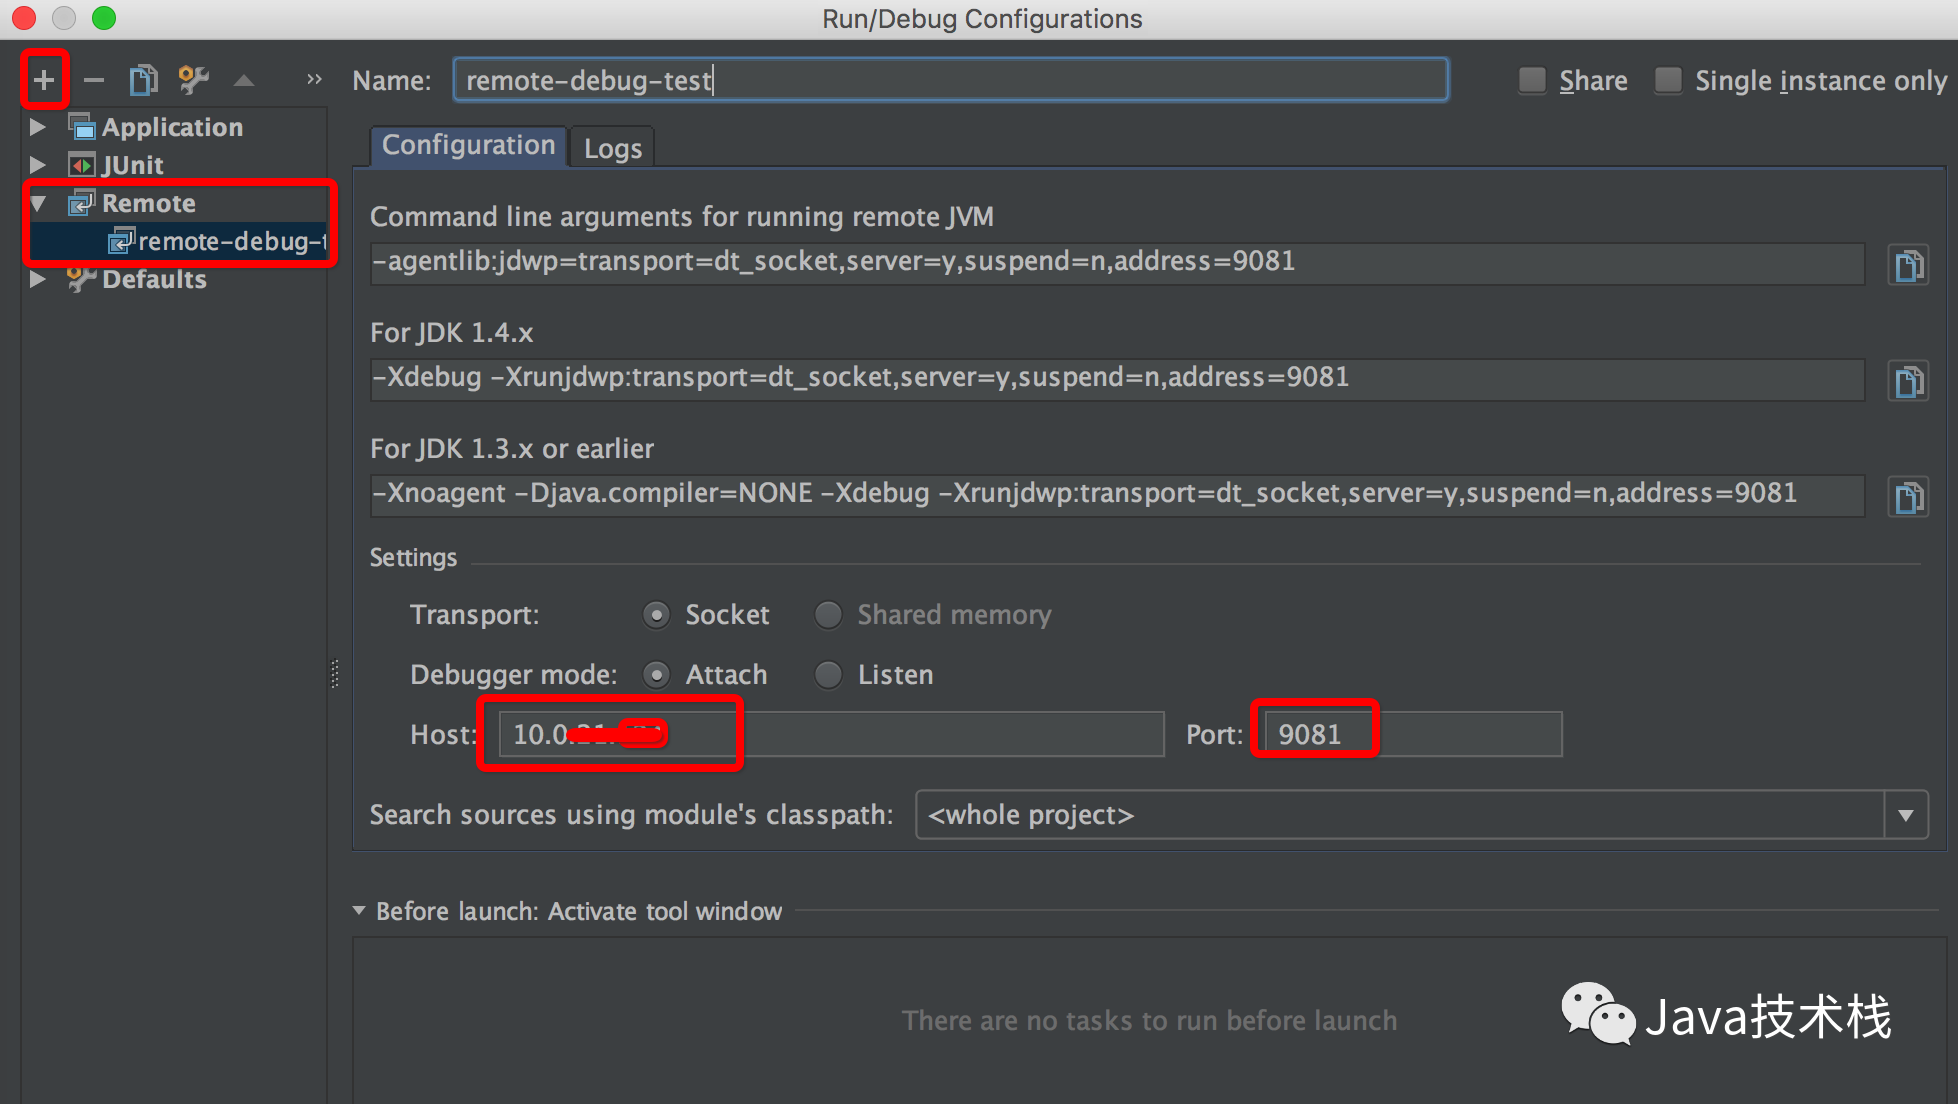 Run/Debug Configurations
Name: remote-debug-test
Share
Single instance only
Application
JUnit
Remote
remote-debug-t
Defaults
Configuration
Logs
Command line arguments for running remote JVM
-agentlib:jdwp=transport=dt_socket,server=y,suspend=n,address=9081
For JDK 1.4.x
-Xdebug -Xrunjdwp:transport=dt_socket,server=y,suspend=n,address=9081
For JDK 1.3.x or earlier
-Xnoagent -Djava.compiler=NONE -Xdebug -Xrunjdwp:transport=dt_socket,server=y,suspend=n,address=9081
Settings
Transport: Socket Shared memory
Debugger mode: Attach Listen
Host: 10.0. Port: 9081
Search sources using module's classpath: <whole project>
Before launch: Activate tool window
There are no tasks to run before launch
Java技术栈